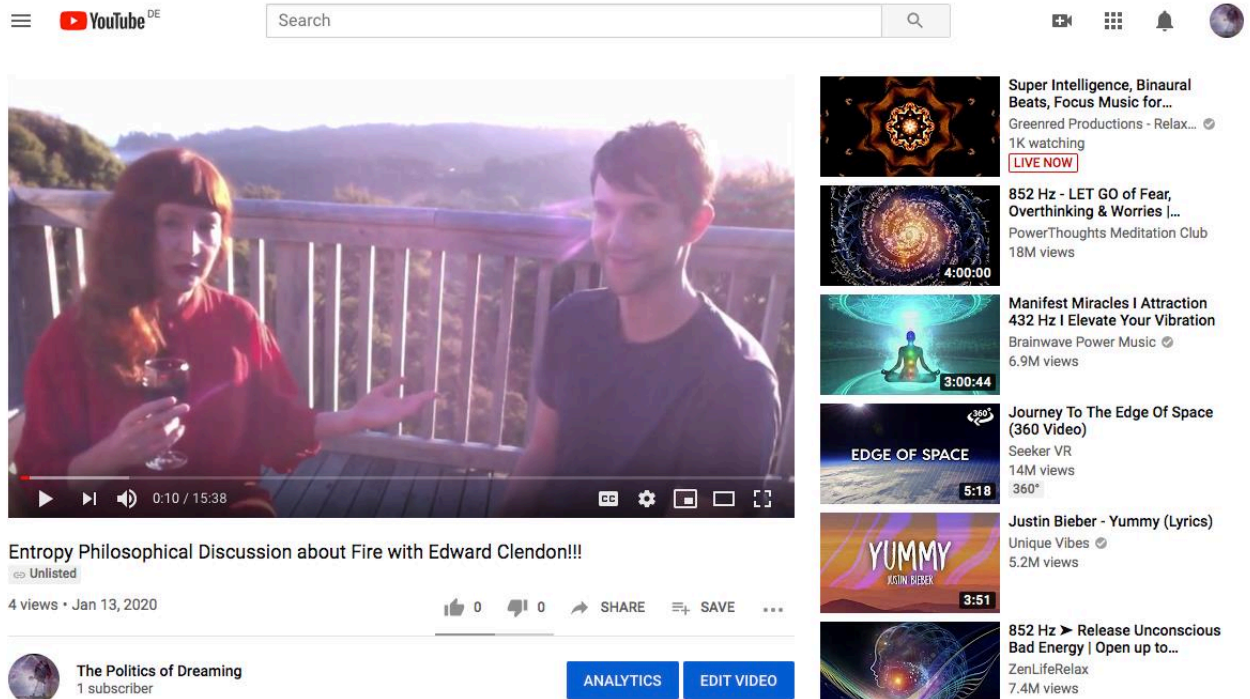 YouTube DE
Search
CC
0:10 / 15:38
Entropy Philosophical Discussion about Fire with Edward Clendon!!!
Unlisted
4 views • Jan 13, 2020
0
0
SHARE
SAVE
The Politics of Dreaming
1 subscriber
ANALYTICS
EDIT VIDEO
Super Intelligence, Binaural
Beats, Focus Music for...
Greenred Productions - Relax...
1K watching
LIVE NOW
4:00:00
852 Hz - LET GO of Fear,
Overthinking & Worries |...
PowerThoughts Meditation Club
18M views
3:00:44
Manifest Miracles I Attraction
432 Hz I Elevate Your Vibration
Brainwave Power Music
6.9M views
360°
EDGE OF SPACE
5:18
Journey To The Edge Of Space
(360 Video)
Seeker VR
14M views
360°
YUMMY
JUSTIN BIEBER
3:51
Justin Bieber - Yummy (Lyrics)
Unique Vibes
5.2M views
852 Hz ➤ Release Unconscious
Bad Energy | Open up to...
ZenLifeRelax
7.4M views